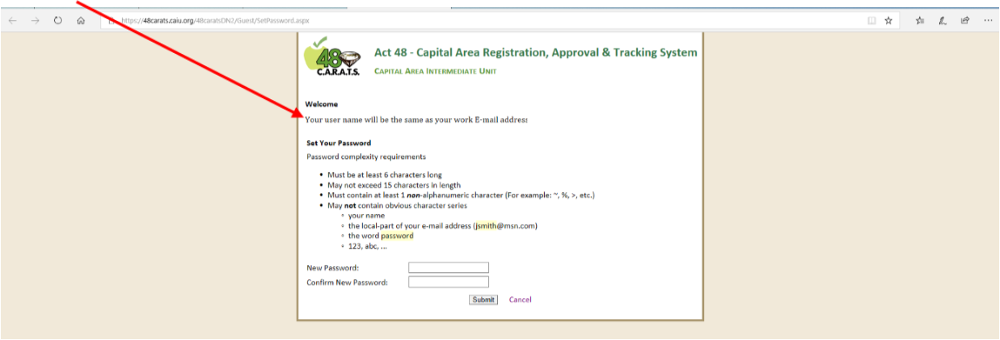 https://48carats.caiu.org/48caratsDN2/Guest/SetPassword.aspx
48
C.A.R.A.T.S.
Act 48 - Capital Area Registration, Approval & Tracking System
CAPITAL AREA INTERMEDIATE UNIT
Welcome
Your user name will be the same as your work E-mail address
Set Your Password
Password complexity requirements
• Must be at least 6 characters long
• May not exceed 15 characters in length
• Must contain at least 1 non-alphanumeric character (For example: ~, %, >, etc.)
• May not contain obvious character series
◦ your name
◦ the local-part of your e-mail address (jsmith@msn.com)
◦ the word password
◦ 123, abc, ...
New Password:
Confirm New Password:
Submit Cancel